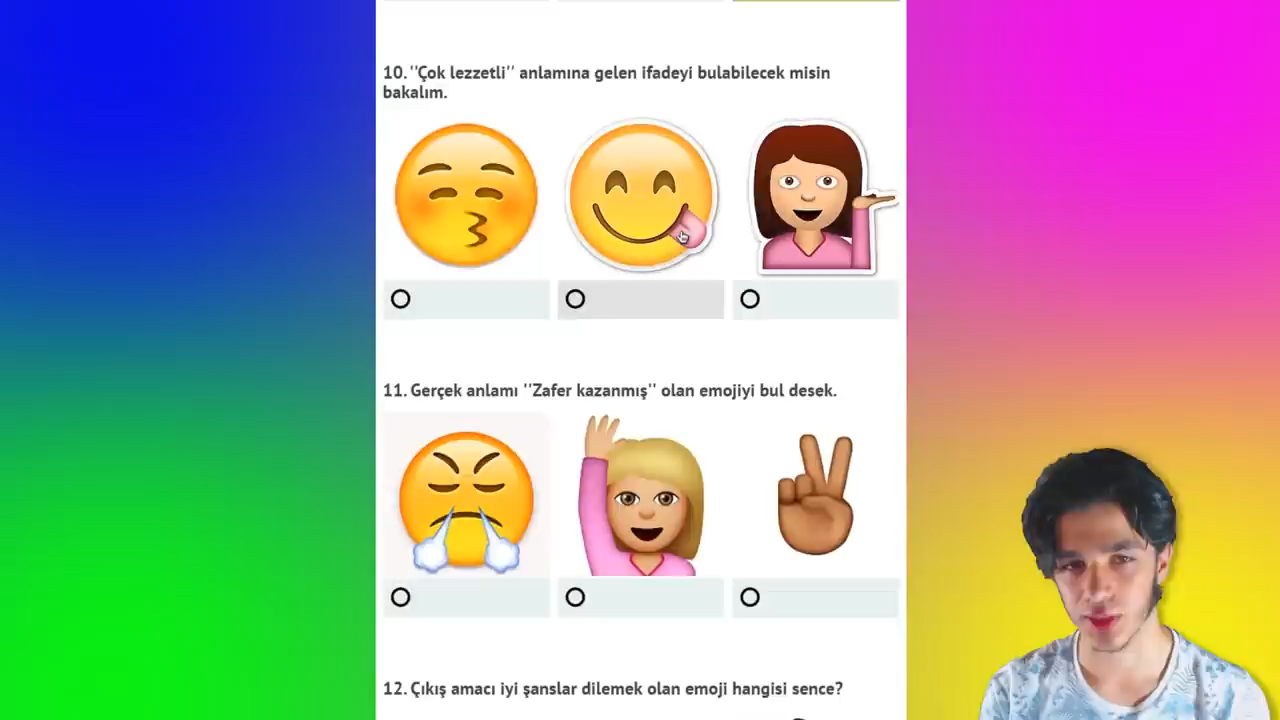 10. ''Çok lezzetli'' anlamına gelen ifadeyi bulabilecek misin
bakalım.
11. Gerçek anlamı ''Zafer kazanmış'' olan emojiyi bul desek.
12. Çıkış amacı iyi şanslar dilemek olan emoji hangisi sence?